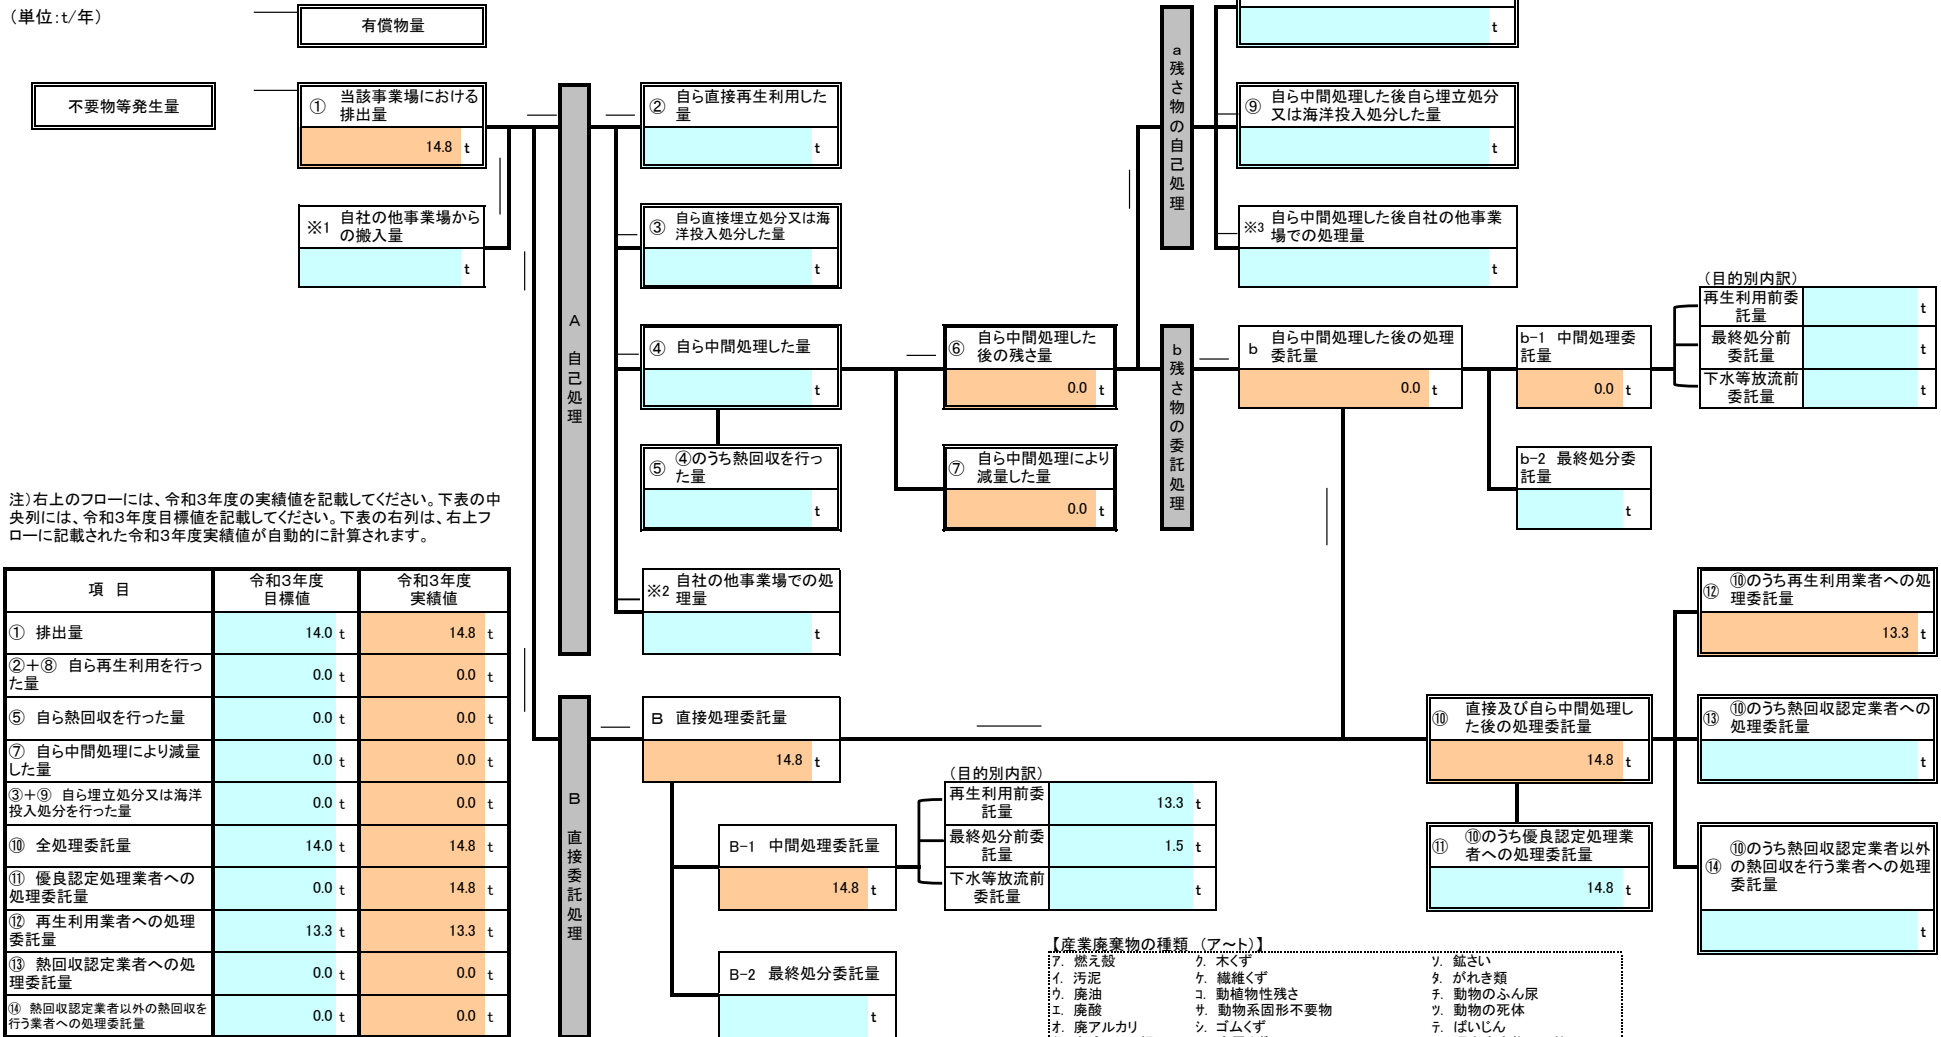 （単位：t/年）
有償物量
t
不要物等発生量
① 当該事業場における
排出量
14.8 t
※1 自社の他事業場から
の搬入量
t
A 自己処理
② 自ら直接再生利用した
量
t
③ 自ら直接埋立処分又は海
洋投入処分した量
t
④ 自ら中間処理した量
t
⑤ ④のうち熱回収を行っ
た量
t
※2 自社の他事業場での処
理量
t
⑥ 自ら中間処理した
後の残さ量
0.0 t
⑦ 自ら中間処理により
減量した量
0.0 t
a 残さ物の自己処理
⑨ 自ら中間処理した後自ら埋立処分
又は海洋投入処分した量
t
※3 自ら中間処理した後自社の他事業
場での処理量
t
b 残さ物の委託処理
b 自ら中間処理した後の処理
委託量
0.0 t
b-1 中間処理委
託量
0.0 t
b-2 最終処分委
託量
t
（目的別内訳）
再生利用前委
託量
t
最終処分前
委託量
t
下水等放流前
委託量
t
注）右上のフローには、令和3年度の実績値を記載してください。下表の中
央列には、令和3年度目標値を記載してください。下表の右列は、右上フ
ローに記載された令和3年度実績値が自動的に計算されます。
項 目
令和3年度
目標値
令和3年度
実績値
① 排出量 14.0 t 14.8 t
②＋⑧ 自ら再生利用を行っ
た量 0.0 t 0.0 t
⑤ 自ら熱回収を行った量 0.0 t 0.0 t
⑦ 自ら中間処理により減量
した量 0.0 t 0.0 t
③＋⑨ 自ら埋立処分又は海洋
投入処分を行った量 0.0 t 0.0 t
⑩ 全処理委託量 14.0 t 14.8 t
⑪ 優良認定処理業者への
処理委託量 0.0 t 14.8 t
⑫ 再生利用業者への処理
委託量 13.3 t 13.3 t
⑬ 熱回収認定業者への処
理委託量 0.0 t 0.0 t
⑭ 熱回収認定業者以外の熱回収を
行う業者への処理委託量 0.0 t 0.0 t
B 直接委託処理
B 直接処理委託量
14.8 t
B-1 中間処理委託量
14.8 t
B-2 最終処分委託量
t
（目的別内訳）
再生利用前委
託量
13.3 t
最終処分前委
託量
1.5 t
下水等放流前
委託量
t
⑩ 直接及び自ら中間処理し
た後の処理委託量
14.8 t
⑪ ⑩のうち優良認定処理業
者への処理委託量
14.8 t
⑫ ⑩のうち再生利用業者への処
理委託量
13.3 t
⑬ ⑩のうち熱回収認定業者への
処理委託量
t
⑭ ⑩のうち熱回収認定業者以外
の熱回収を行う業者への処理
委託量
t
【産業廃棄物の種類 （ア～ト）】
ア. 燃え殻 ク. 木くず ソ. 鉱さい
イ. 汚泥 ケ. 繊維くず タ. がれき類
ウ. 廃油 コ. 動植物性残さ チ. 動物のふん尿
エ. 廃酸 サ. 動物系固形不要物 ツ. 動物の死体
オ. 廃アルカリ シ. ゴムくず テ. ばいじん